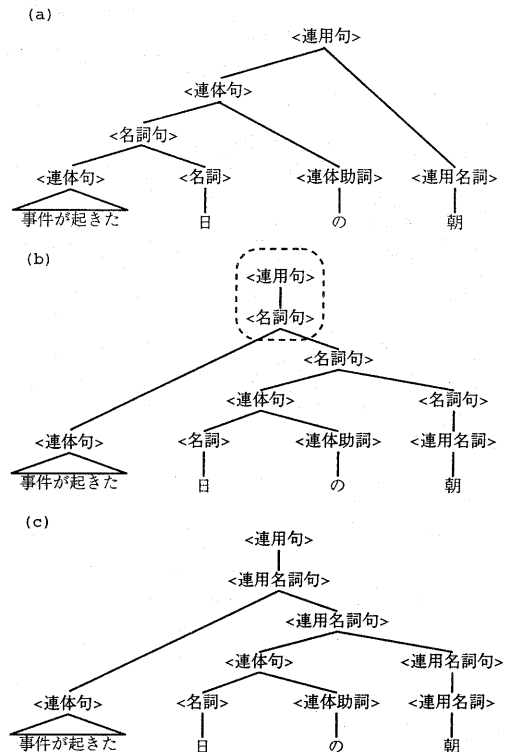 (a)
<連用句>
<連体句>
<名詞句>
<連体句> <名詞> <連体助詞> <連用名詞>
事件が起きた 日 の 朝
(b)
<連用句>
<名詞句>
<名詞句>
<連体句> <名詞句>
<連体句> <名詞> <連体助詞> <連用名詞>
事件が起きた 日 の 朝
(c)
<連用句>
<連用名詞句>
<連用名詞句>
<連体句> <連用名詞句>
<連体句> <名詞> <連体助詞> <連用名詞>
事件が起きた 日 の 朝